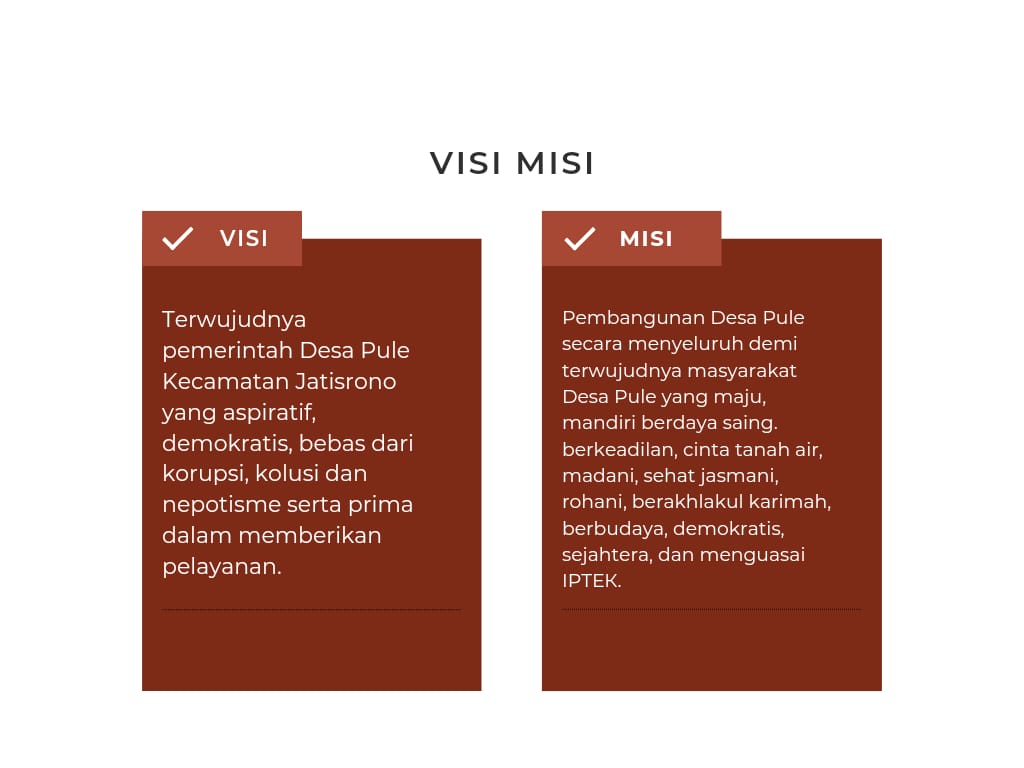 VISI MISI
VISI
Terwujudnya
pemerintah Desa Pule
Kecamatan Jatisrono
yang aspiratif,
demokratis, bebas dari
korupsi, kolusi dan
nepotisme serta prima
dalam memberikan
pelayanan.
MISI
Pembangunan Desa Pule
secara menyeluruh demi
terwujudnya masyarakat
Desa Pule yang maju,
mandiri berdaya saing.
berkeadilan, cinta tanah air,
madani, sehat jasmani,
rohani, berakhlakul karimah,
berbudaya, demokratis,
sejahtera, dan menguasai
IPTEK.